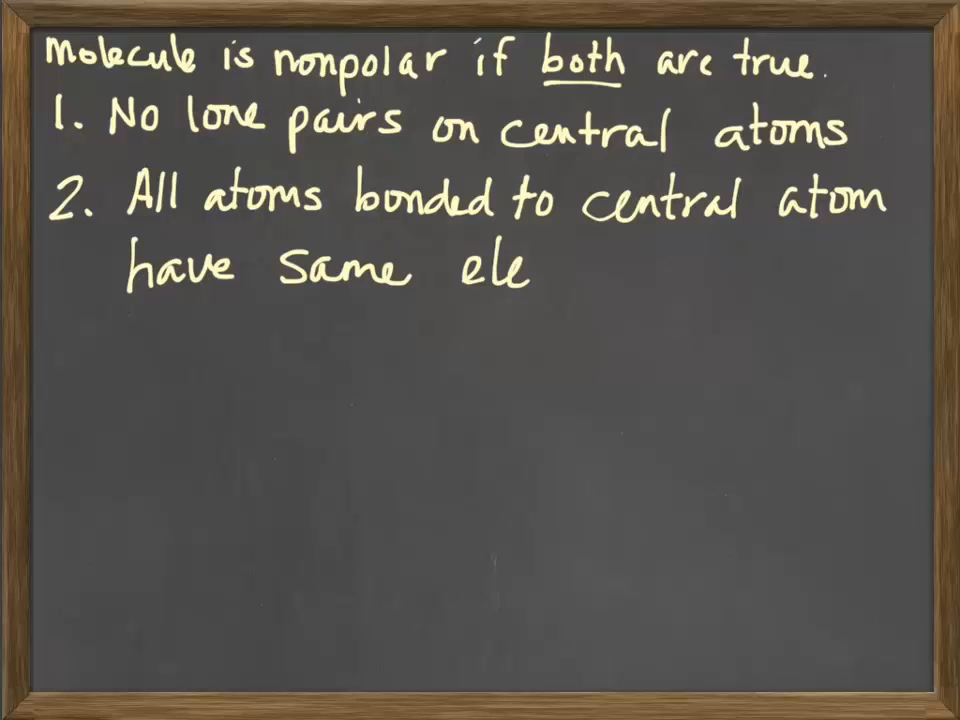 Molecule is nonpolar if both are true.
1. No lone pairs on central atoms
2. All atoms bonded to central atom
have same ele